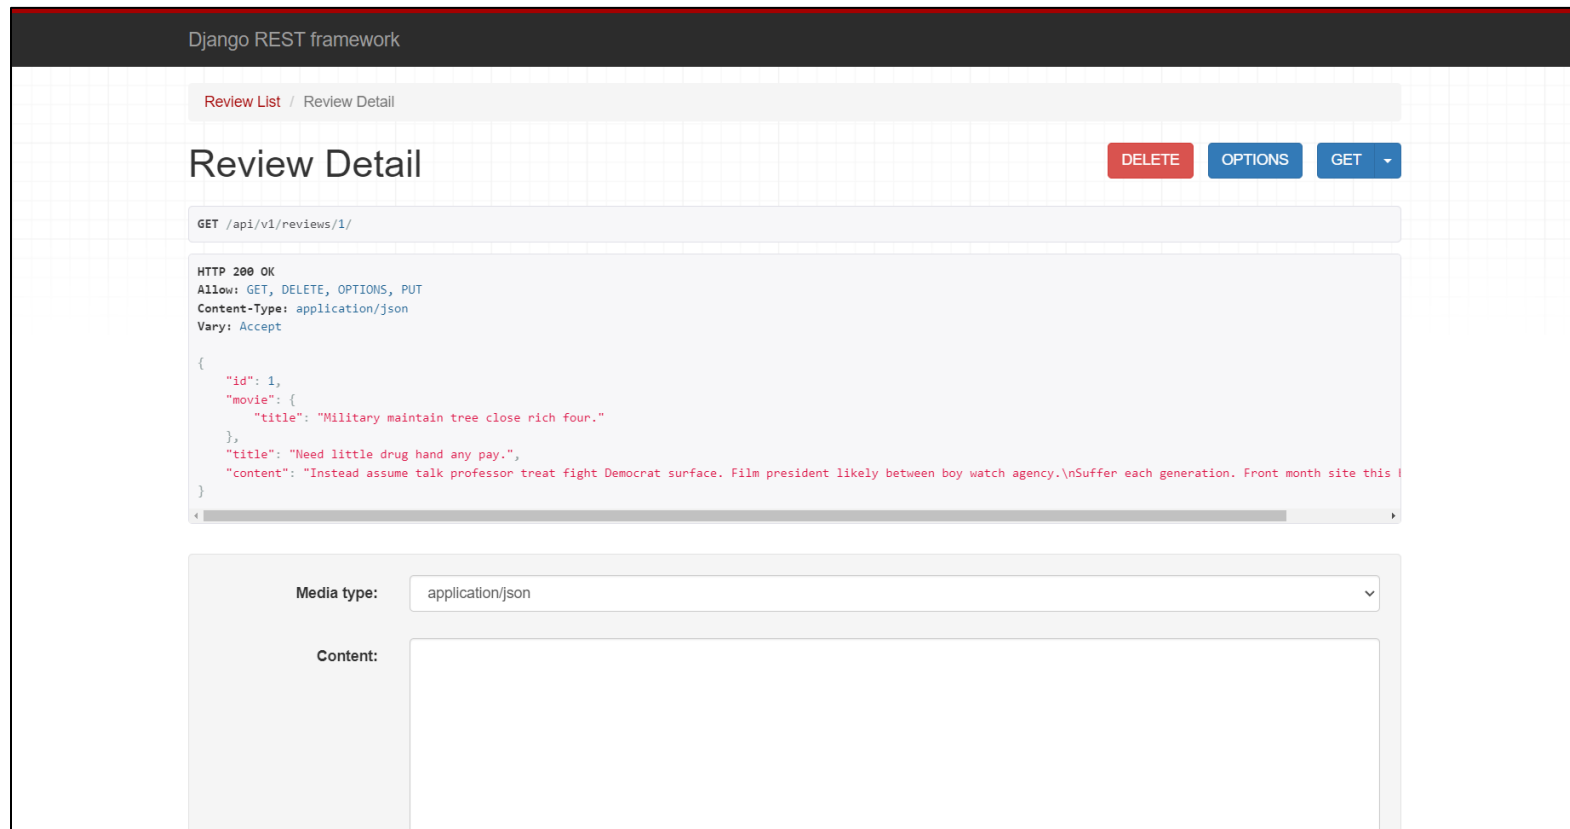 Django REST framework
Review List / Review Detail
Review Detail
DELETE
OPTIONS
GET
GET /api/v1/reviews/1/
HTTP 200 OK
Allow: GET, DELETE, OPTIONS, PUT
Content-Type: application/json
Vary: Accept
{
    "id": 1,
    "movie": {
        "title": "Military maintain tree close rich four."
    },
    "title": "Need little drug hand any pay.",
    "content": "Instead assume talk professor treat fight Democrat surface. Film president likely between boy watch agency.\nSuffer each generation. Front month site this
}
Media type:
application/json
Content: